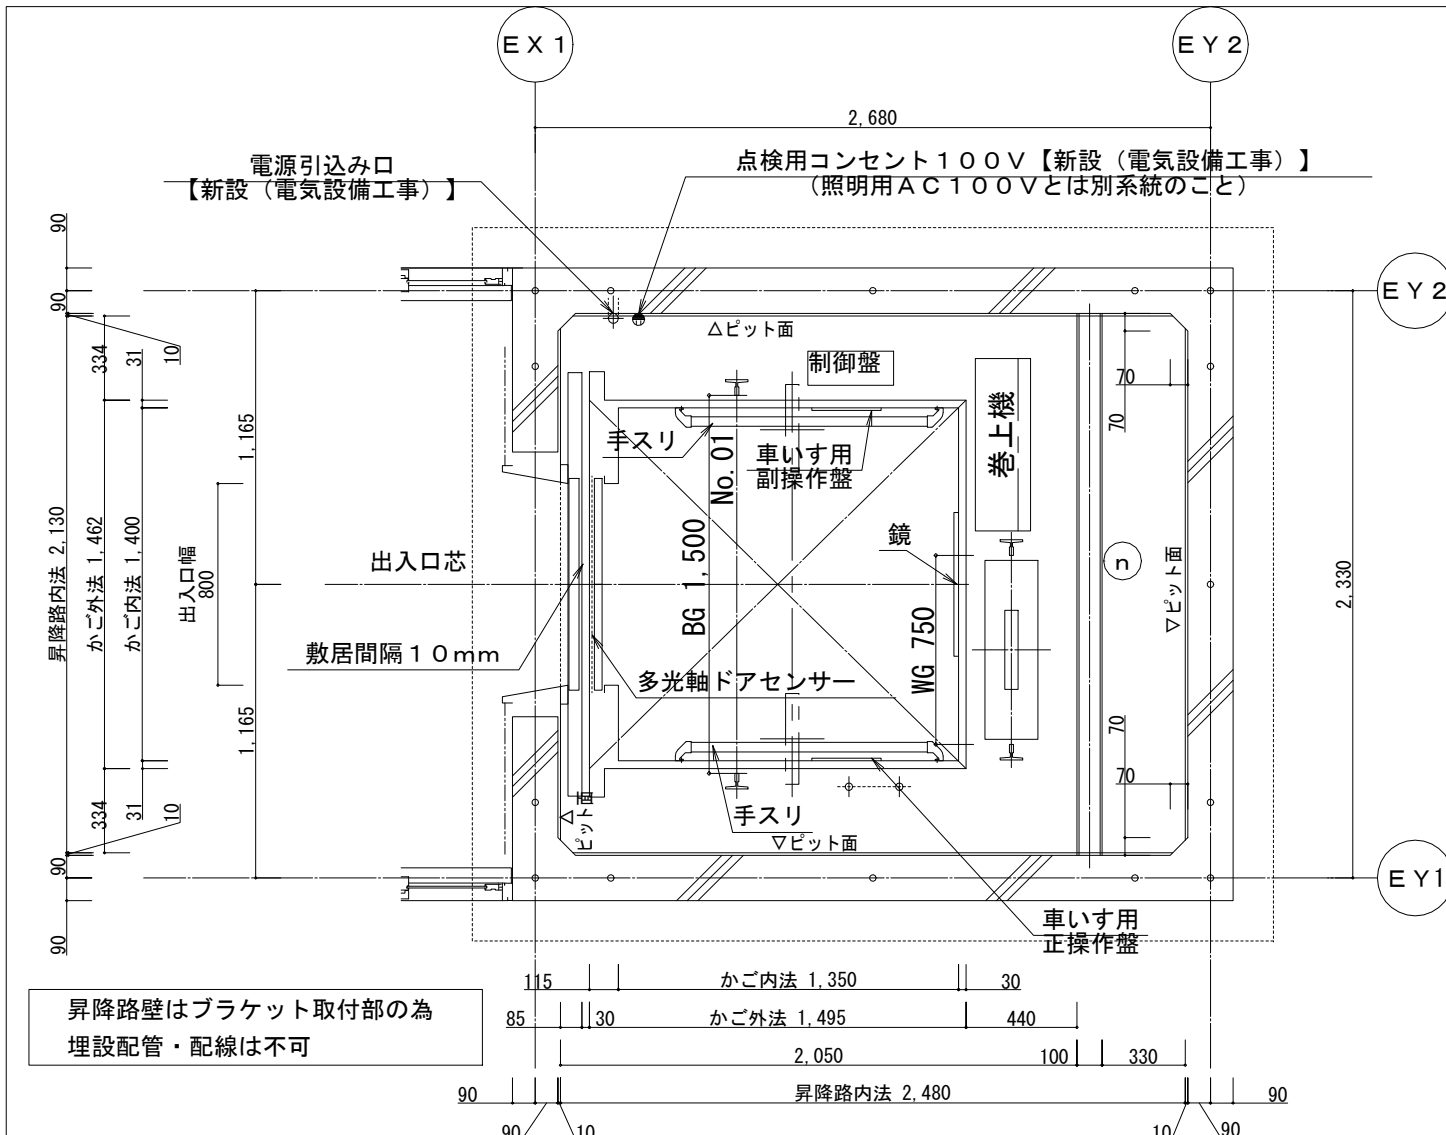 ＥＸ１
ＥＹ２
2,680
電源引込み口
【新設（電気設備工事）】
点検用コンセント１００Ｖ【新設（電気設備工事）】
（照明用ＡＣ１００Ｖとは別系統のこと）
90
90
ＥＹ２
△ピット面
制御盤
334
31
10
70
70
1,165
手スリ
No.01
車いす用
副操作盤
巻上機
昇降路内法 2,130
かご外法 1,462
かご内法 1,400
出入口幅
800
出入口芯
BG 1,500
鏡
WG 750
n
▽ピット面
2,330
敷居間隔１０ｍｍ
多光軸ドアセンサー
1,165
70
70
334
31
10
△ピット面
手スリ
▽ピット面
90
90
ＥＹ１
車いす用
正操作盤
115
かご内法 1,350
30
85
30
かご外法 1,495
440
2,050
100
330
90
昇降路内法 2,480
90
90
10
10
90
昇降路壁はブラケット取付部の為
埋設配管・配線は不可